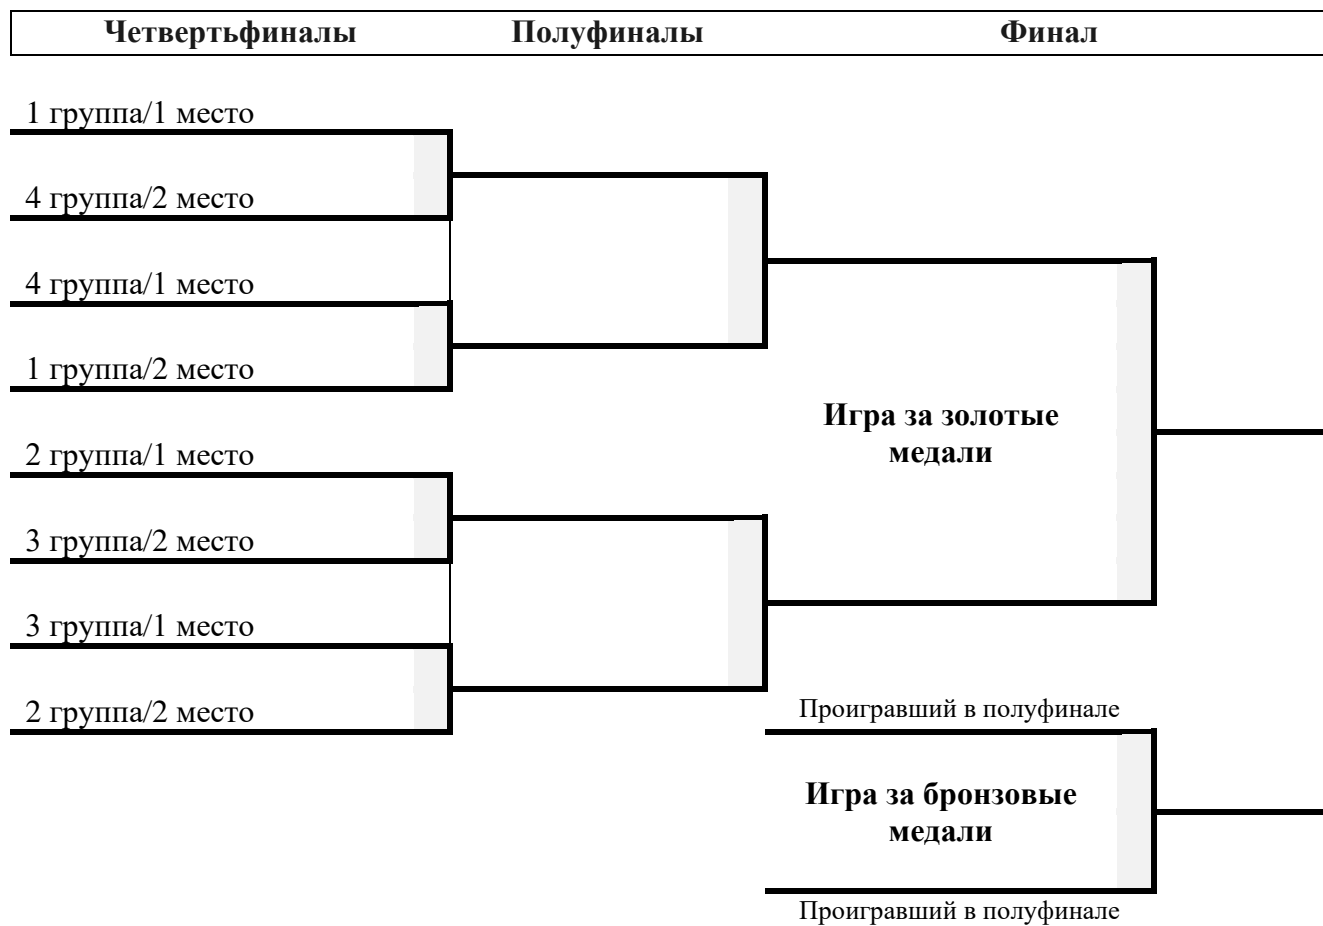 Четвертьфиналы Полуфиналы Финал
1 группа/1 место
4 группа/2 место
4 группа/1 место
1 группа/2 место
Игра за золотые
медали
2 группа/1 место
3 группа/2 место
3 группа/1 место
2 группа/2 место
Проигравший в полуфинале
Игра за бронзовые
медали
Проигравший в полуфинале